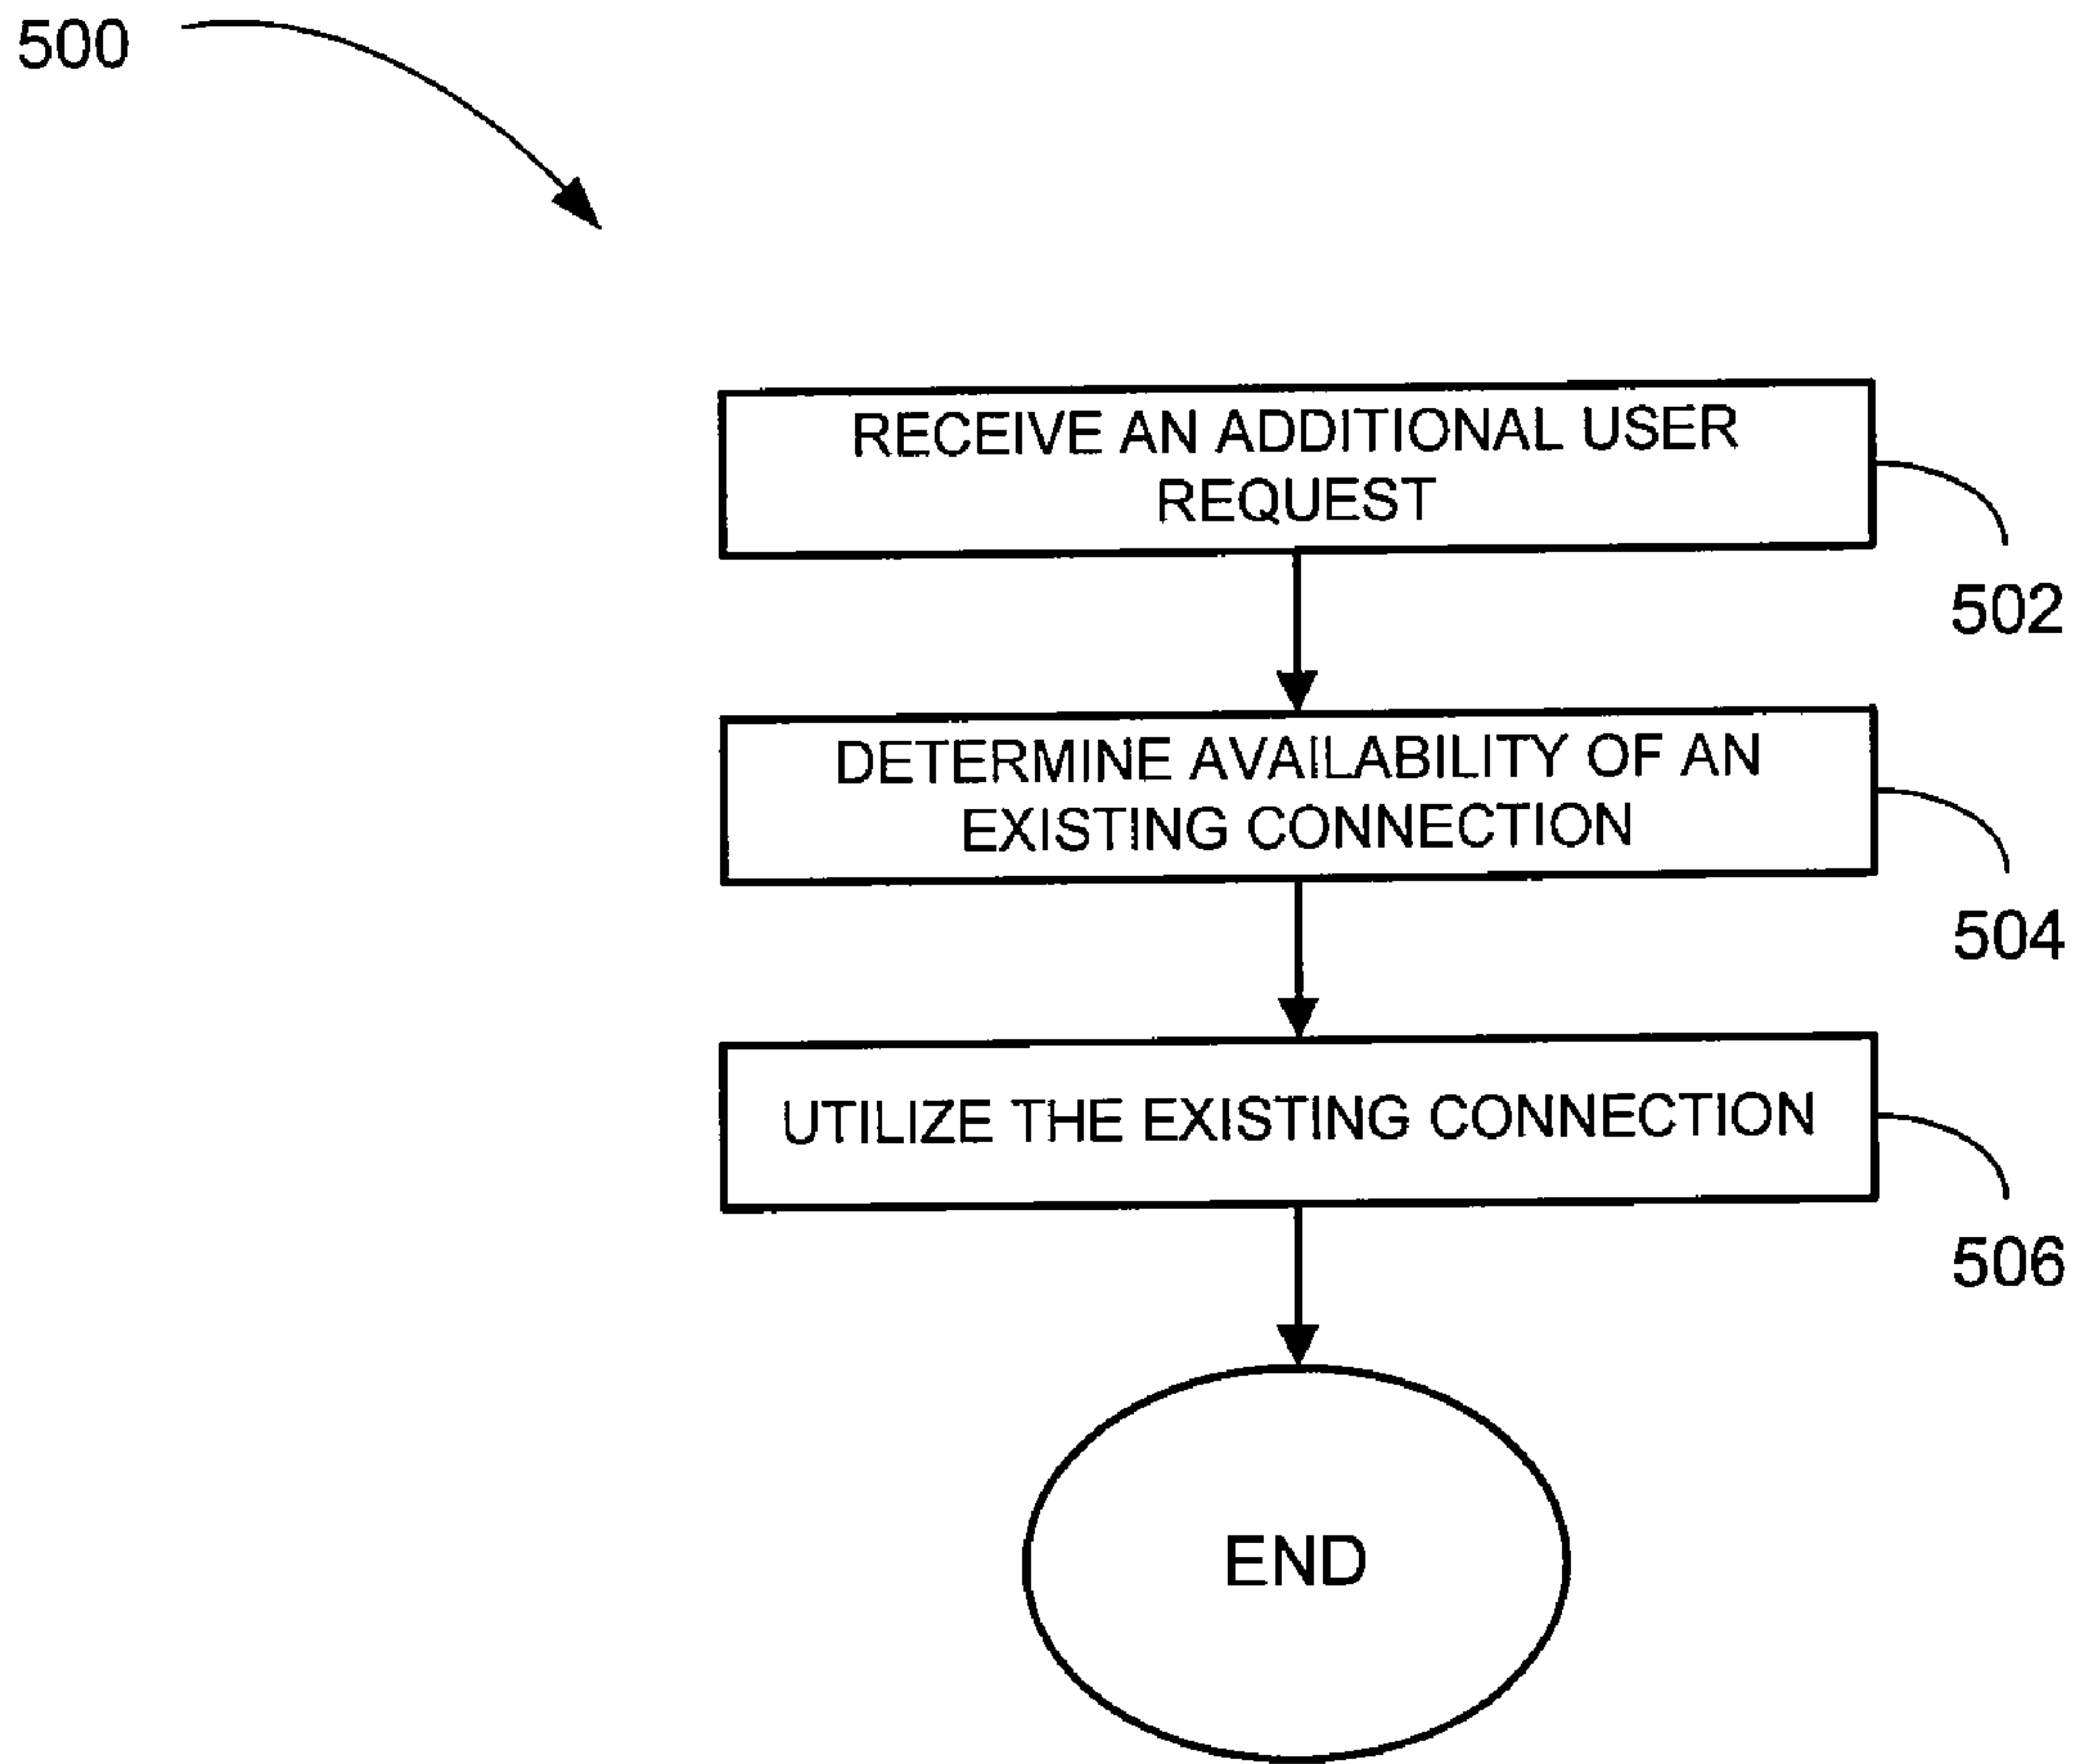 500
RECEIVE AN ADDITIONAL USER
REQUEST
502
DETERMINE AVAILABILITY OF AN
EXISTING CONNECTION
504
UTILIZE THE EXISTING CONNECTION
506
END